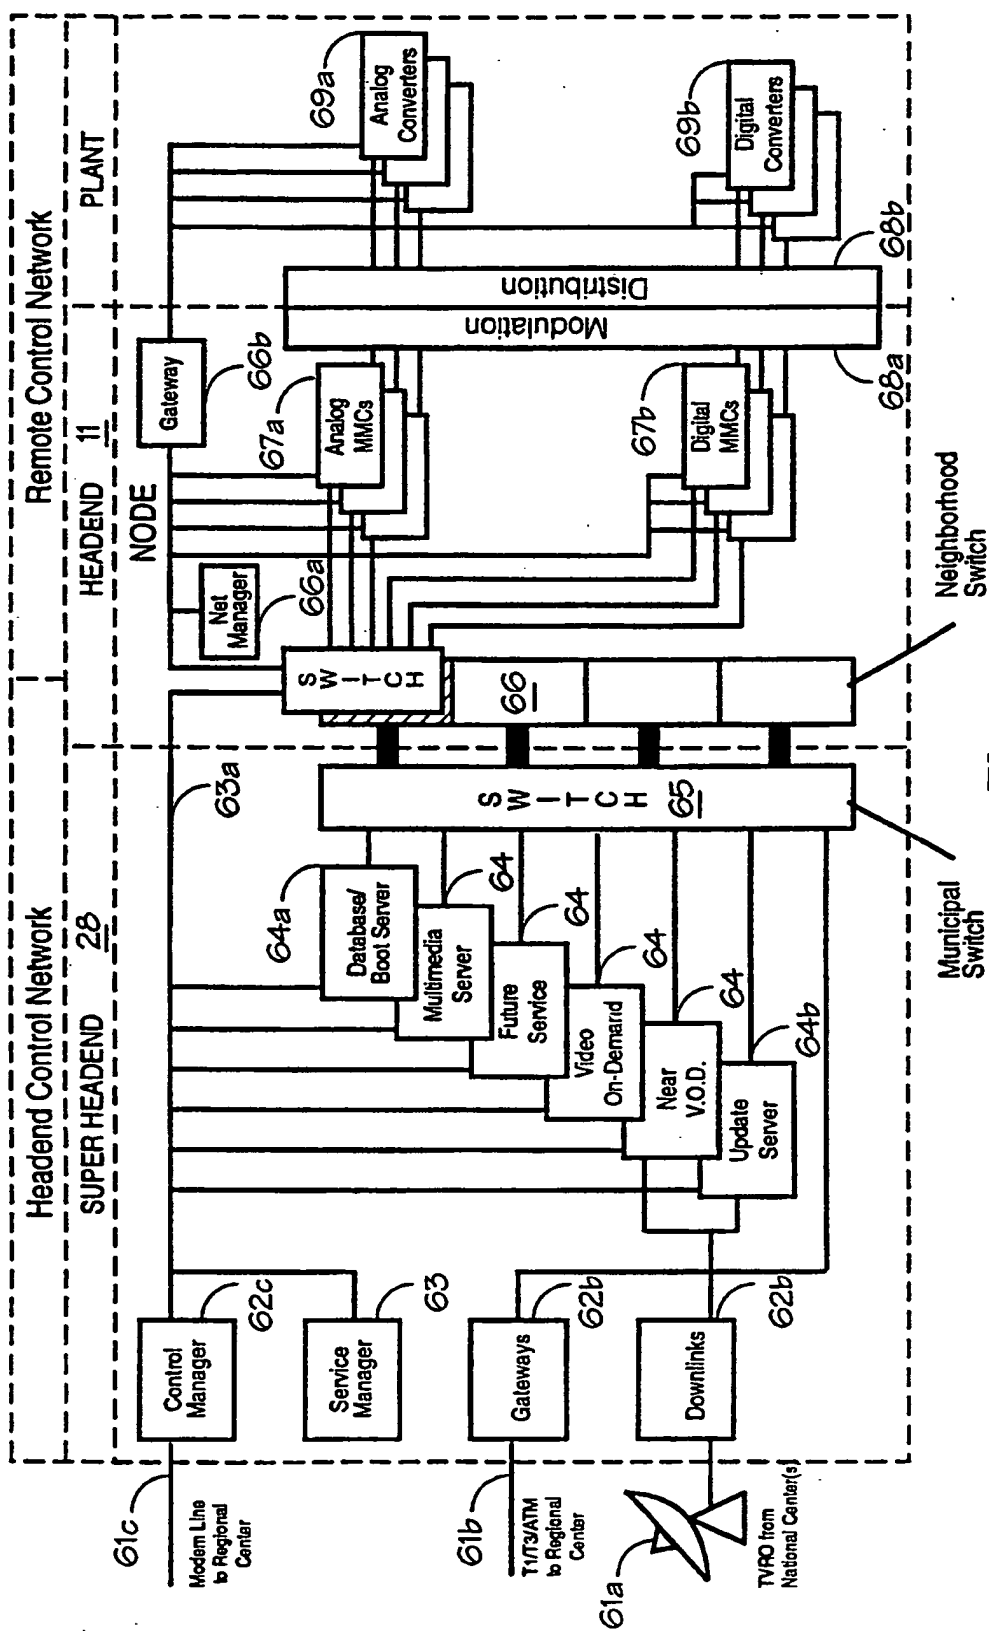 Headend Control Network
Remote Control Network
SUPER HEADEND
28
HEADEND
11
PLANT
61c
Modem Line
to Regional
Center
62c
Control
Manager
63a
NODE
Gateway
66b
Net
Manager
66a
69a
Analog
Converters
63
Service
Manager
64a
Database/
Boot Server
Multimedia
Server
64
Future
Service
64
Video
On-Demand
64
Near
V.O.D.
64
Update
Server
64b
SWITCH
65
SWITCH
66
67a
Analog
MMCs
67b
Digital
MMCs
Modulation
Distribution
68a
68b
69b
Digital
Converters
61b
T1/T3/ATM
to Regional
Center
Gateways
62b
61a
TVRO from
National Center(s)
Downlinks
62b
Municipal
Switch
Neighborhood
Switch